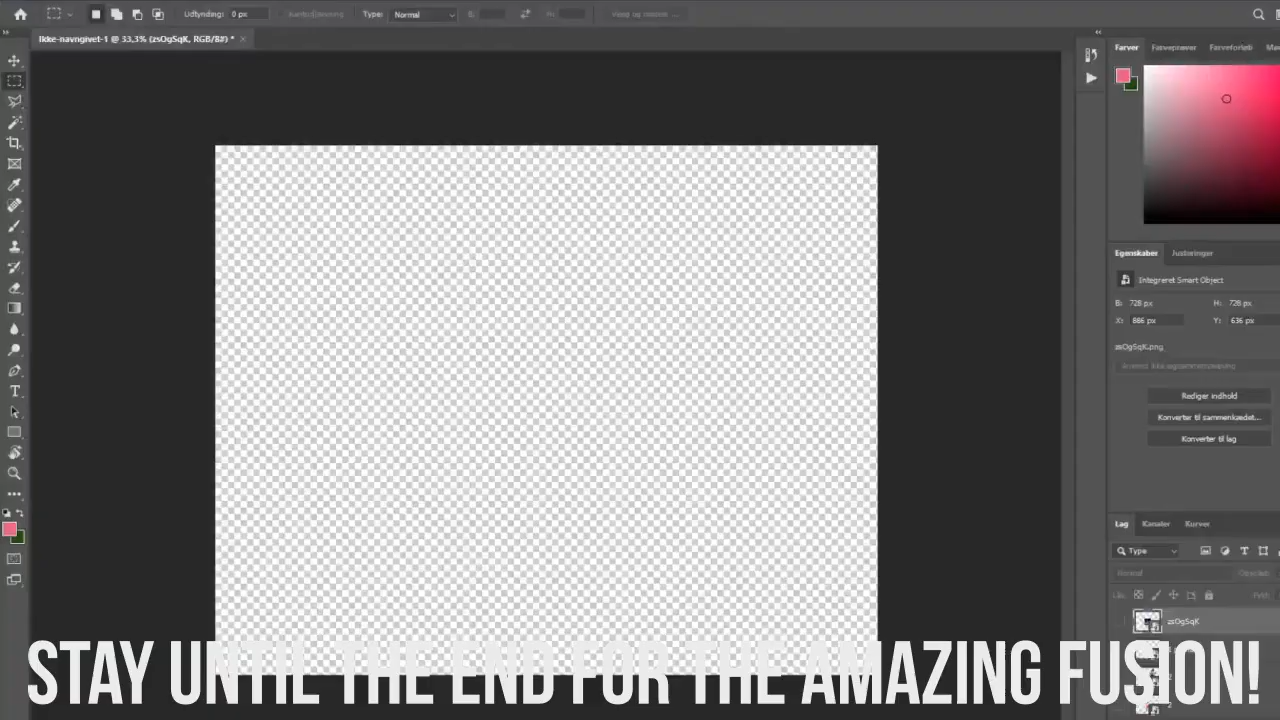 Udtynding: 0 px Type: Normal
Ikke-navngivet-1 @ 33,3% (zsOgSqK, RGB/8#) * ×
Farver Farveprøver Farveforløb
Egenskaber Justeringer
Integreret Smart Object
B: 728 px H: 728 px
X: 886 px Y: 636 px
zsOgSqK.png
Rediger indhold
Konverter til sammenkædet...
Konverter til lag
Lag Kanaler Kurver
Type
Normal
zsOgSqK
STAY UNTIL THE END FOR THE AMAZING FUSION!